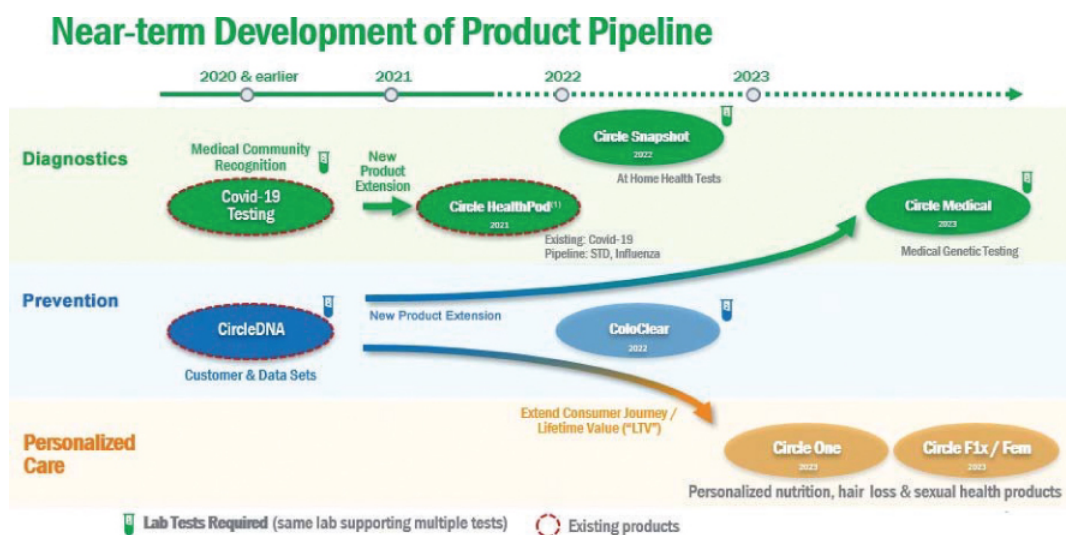 Near-term Development of Product Pipeline
2020 & earlier
2021
2022
2023
Diagnostics
Medical Community
Recognition
Covid-19
Testing
New
Product
Extension
Circle HealthPod(1)
2021
Existing: Covid-19
Pipeline: STD, Influenza
Circle Snapshot
2022
At Home Health Tests
Circle Medical
2023
Medical Genetic Testing
Prevention
CircleDNA
Customer & Data Sets
New Product Extension
ColoClear
2022
Personalized
Care
Extend Consumer Journey /
Lifetime Value ("LTV")
Circle One
2023
Circle F1x / Fem
2023
Personalized nutrition, hair loss & sexual health products
Lab Tests Required (same lab supporting multiple tests)
Existing products